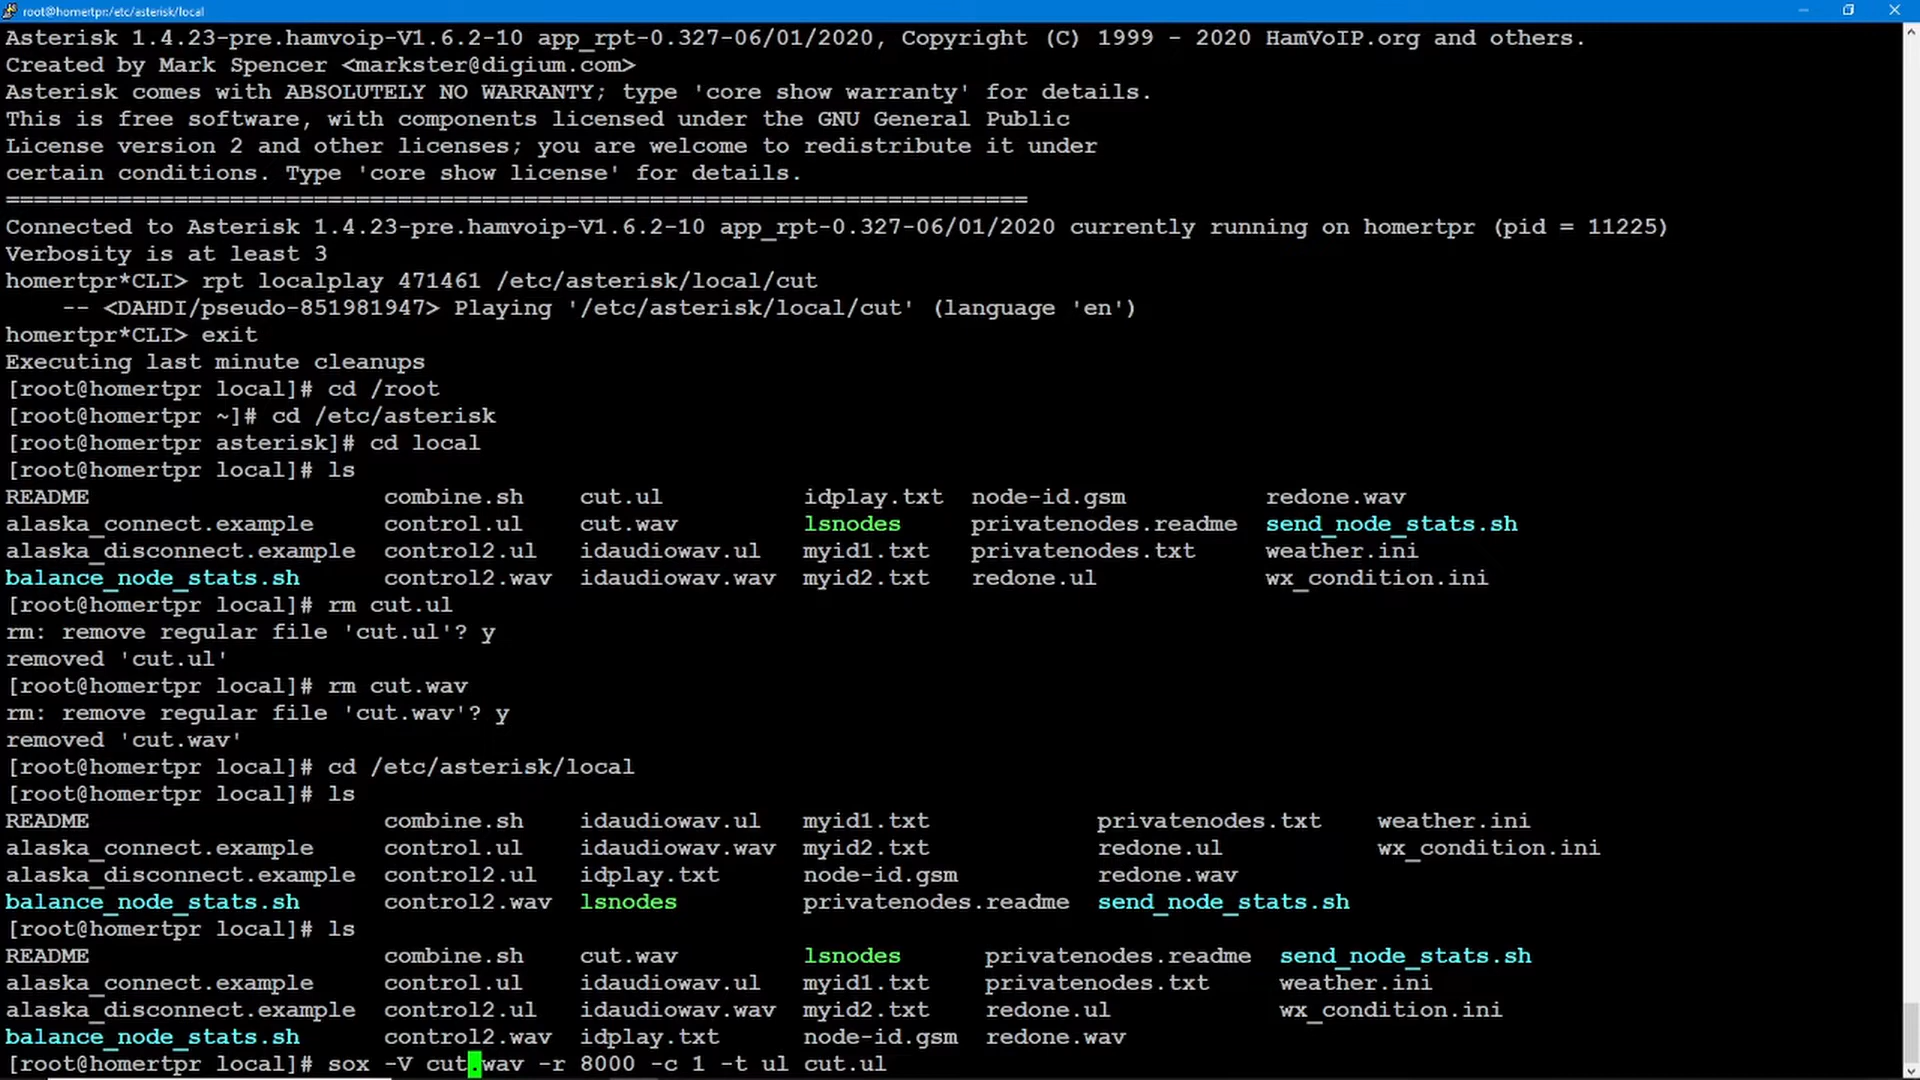 root@homertpr:/etc/asterisk/local
Asterisk 1.4.23-pre.hamvoip-V1.6.2-10 app_rpt-0.327-06/01/2020, Copyright (C) 1999 - 2020 HamVoIP.org and others.
Created by Mark Spencer <markster@digium.com>
Asterisk comes with ABSOLUTELY NO WARRANTY; type 'core show warranty' for details.
This is free software, with components licensed under the GNU General Public
License version 2 and other licenses; you are welcome to redistribute it under
certain conditions. Type 'core show license' for details.
=========================================================================
Connected to Asterisk 1.4.23-pre.hamvoip-V1.6.2-10 app_rpt-0.327-06/01/2020 currently running on homertpr (pid = 11225)
Verbosity is at least 3
homertpr*CLI> rpt localplay 471461 /etc/asterisk/local/cut
    -- <DAHDI/pseudo-851981947> Playing '/etc/asterisk/local/cut' (language 'en')
homertpr*CLI> exit
Executing last minute cleanups
[root@homertpr local]# cd /root
[root@homertpr ~]# cd /etc/asterisk
[root@homertpr asterisk]# cd local
[root@homertpr local]# ls
README                     combine.sh    cut.ul          idplay.txt  node-id.gsm          redone.wav
alaska_connect.example     control.ul    cut.wav         lsnodes     privatenodes.readme  send_node_stats.sh
alaska_disconnect.example  control2.ul   idaudiowav.ul   myid1.txt   privatenodes.txt     weather.ini
balance_node_stats.sh      control2.wav  idaudiowav.wav  myid2.txt   redone.ul            wx_condition.ini
[root@homertpr local]# rm cut.ul
rm: remove regular file 'cut.ul'? y
removed 'cut.ul'
[root@homertpr local]# rm cut.wav
rm: remove regular file 'cut.wav'? y
removed 'cut.wav'
[root@homertpr local]# cd /etc/asterisk/local
[root@homertpr local]# ls
README                     combine.sh    idaudiowav.ul   myid1.txt            privatenodes.txt    weather.ini
alaska_connect.example     control.ul    idaudiowav.wav  myid2.txt            redone.ul           wx_condition.ini
alaska_disconnect.example  control2.ul   idplay.txt      node-id.gsm          redone.wav
balance_node_stats.sh      control2.wav  lsnodes         privatenodes.readme  send_node_stats.sh
[root@homertpr local]# ls
README                     combine.sh    cut.wav         lsnodes      privatenodes.readme  send_node_stats.sh
alaska_connect.example     control.ul    idaudiowav.ul   myid1.txt    privatenodes.txt     weather.ini
alaska_disconnect.example  control2.ul   idaudiowav.wav  myid2.txt    redone.ul            wx_condition.ini
balance_node_stats.sh      control2.wav  idplay.txt      node-id.gsm  redone.wav
[root@homertpr local]# sox -V cut.wav -r 8000 -c 1 -t ul cut.ul